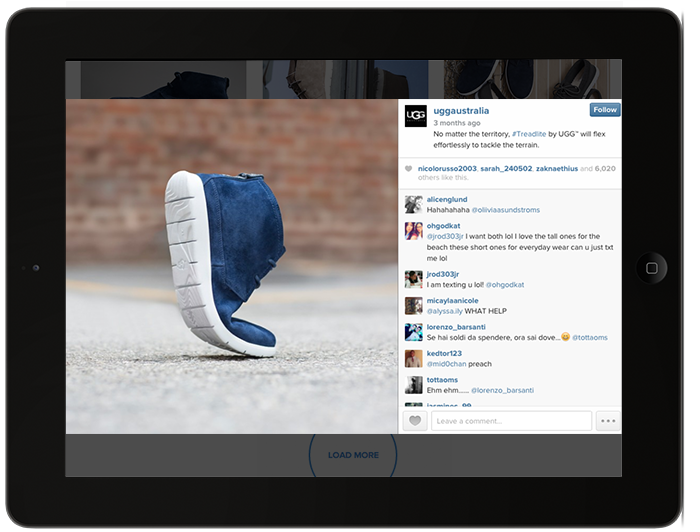 UGG
uggaustralia
Follow
3 months ago
No matter the territory, #Treadlite by UGG™ will flex
effortlessly to tackle the terrain.
nicolorusso2003, sarah_240502, zaknaethius and 6,020
others like this.
alicenglund
Hahahahaha @oliiviaasundstroms
ohgodkat
@jrod303jr I want both lol I love the tall ones for the
beach these short ones for everyday wear can u just txt
me lol
jrod303jr
I am texting u lol! @ohgodkat
micaylaanicole
@alyssa.ily WHAT HELP
lorenzo_barsanti
Se hai soldi da spendere, ora sai dove...😄 @tottaoms
kedtor123
@mid0chan preach
tottaoms
Ehm ehm...... @lorenzo_barsanti
jasmines_99
Leave a comment...
LOAD MORE